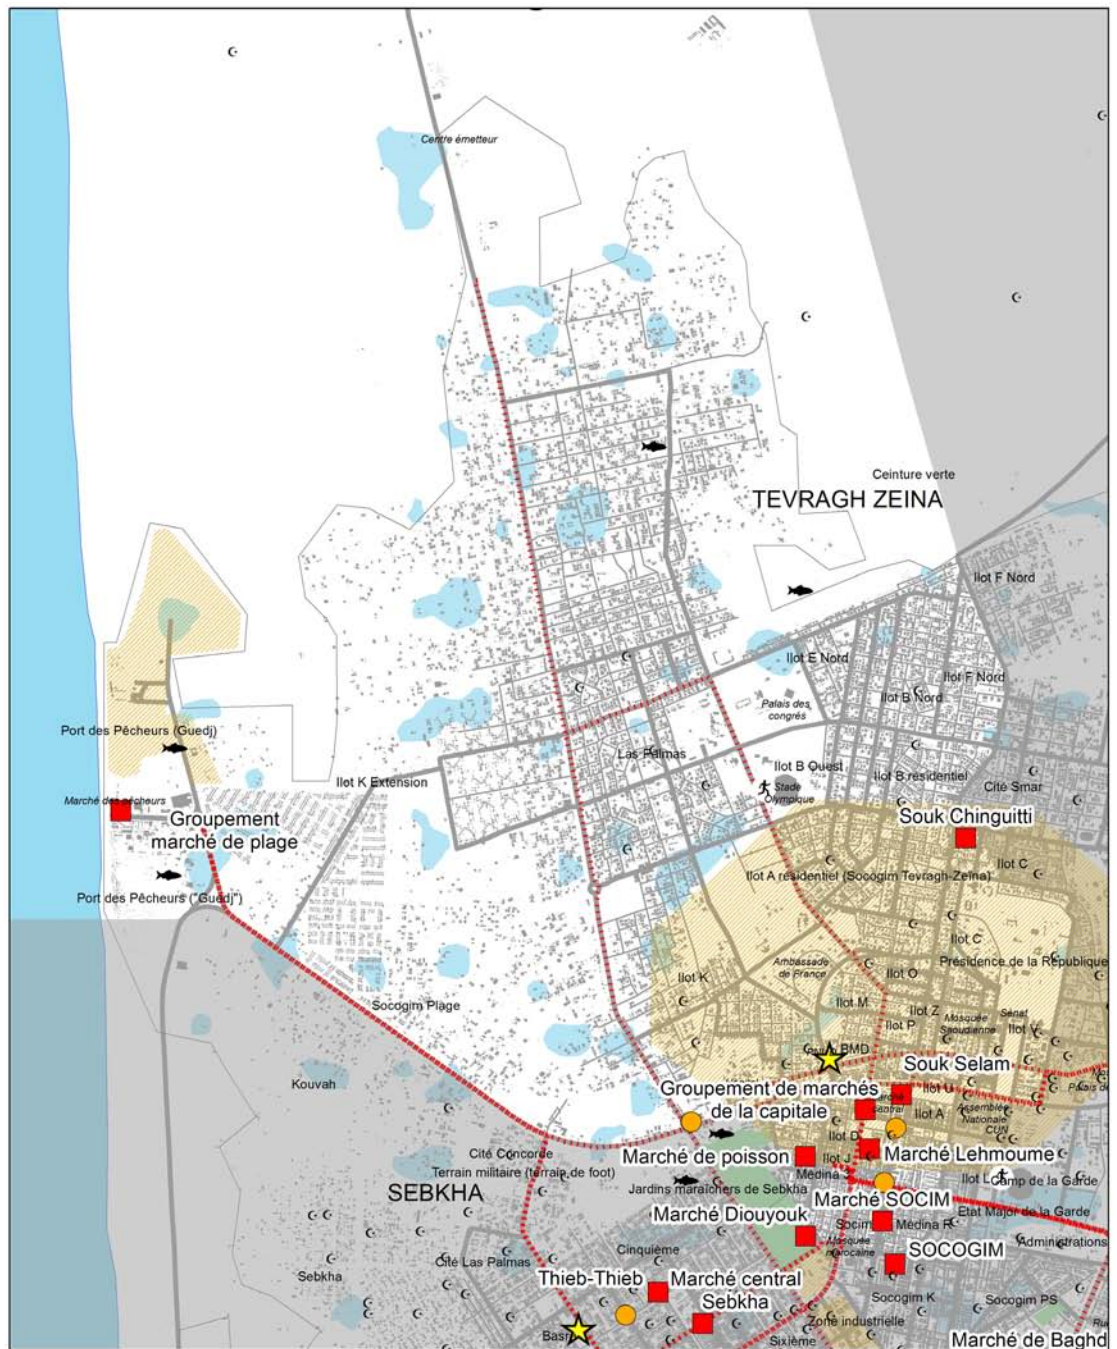 Centre émetteur
Ceinture verte
TEVRAGH ZEINA
Ilot F Nord
Ilot E Nord
Ilot F Nord
Ilot B Nord
Palais des
congrés
Port des Pêcheurs (Guedj)
Las Palmas
Ilot B Ouest
Ilot B résidentiel
Ilot K Extension
Cité Smar
Stade
Olympique
Marché des pêcheurs
Groupement
marché de plage
Souk Chinguitti
Ilot C
Ilot A résidentiel (Socogim Tevragh-Zeina)
Port des Pêcheurs ("Guedj")
Ilot C
Ambassade
de France
Présidence de la République
Ilot K
Ilot O
Socogim Plage
Ilot M
Ilot Z
Ilot P
Mosquée
Saoudienne
Sénat
Ilot V
BMD
Souk Selam
Kouvah
Groupement de marchés
de la capitale
Ilot U
Ilot A
Assemblée
Nationale
CUN
Ilot D
Cité Concorde
Terrain militaire (terrain de foot)
Marché de poisson
Ilot J
Marché Lehmoume
Médina 3
Ilot L
Camp de la Garde
SEBKHA
Jardins maraîchers de Sebkha
Marché SOCIM
Etat Major de la Garde
Marché Diouyouk
Socim
Médina R
Mosquée
marocaine
Administrations
Cinquième
Cité Las Palmas
SOCOGIM
Sebkha
Thieb-Thieb
Marché central
Sebkha
Socogim K
Socogim PS
Zone industrielle
Sixième
Marché de Baghd